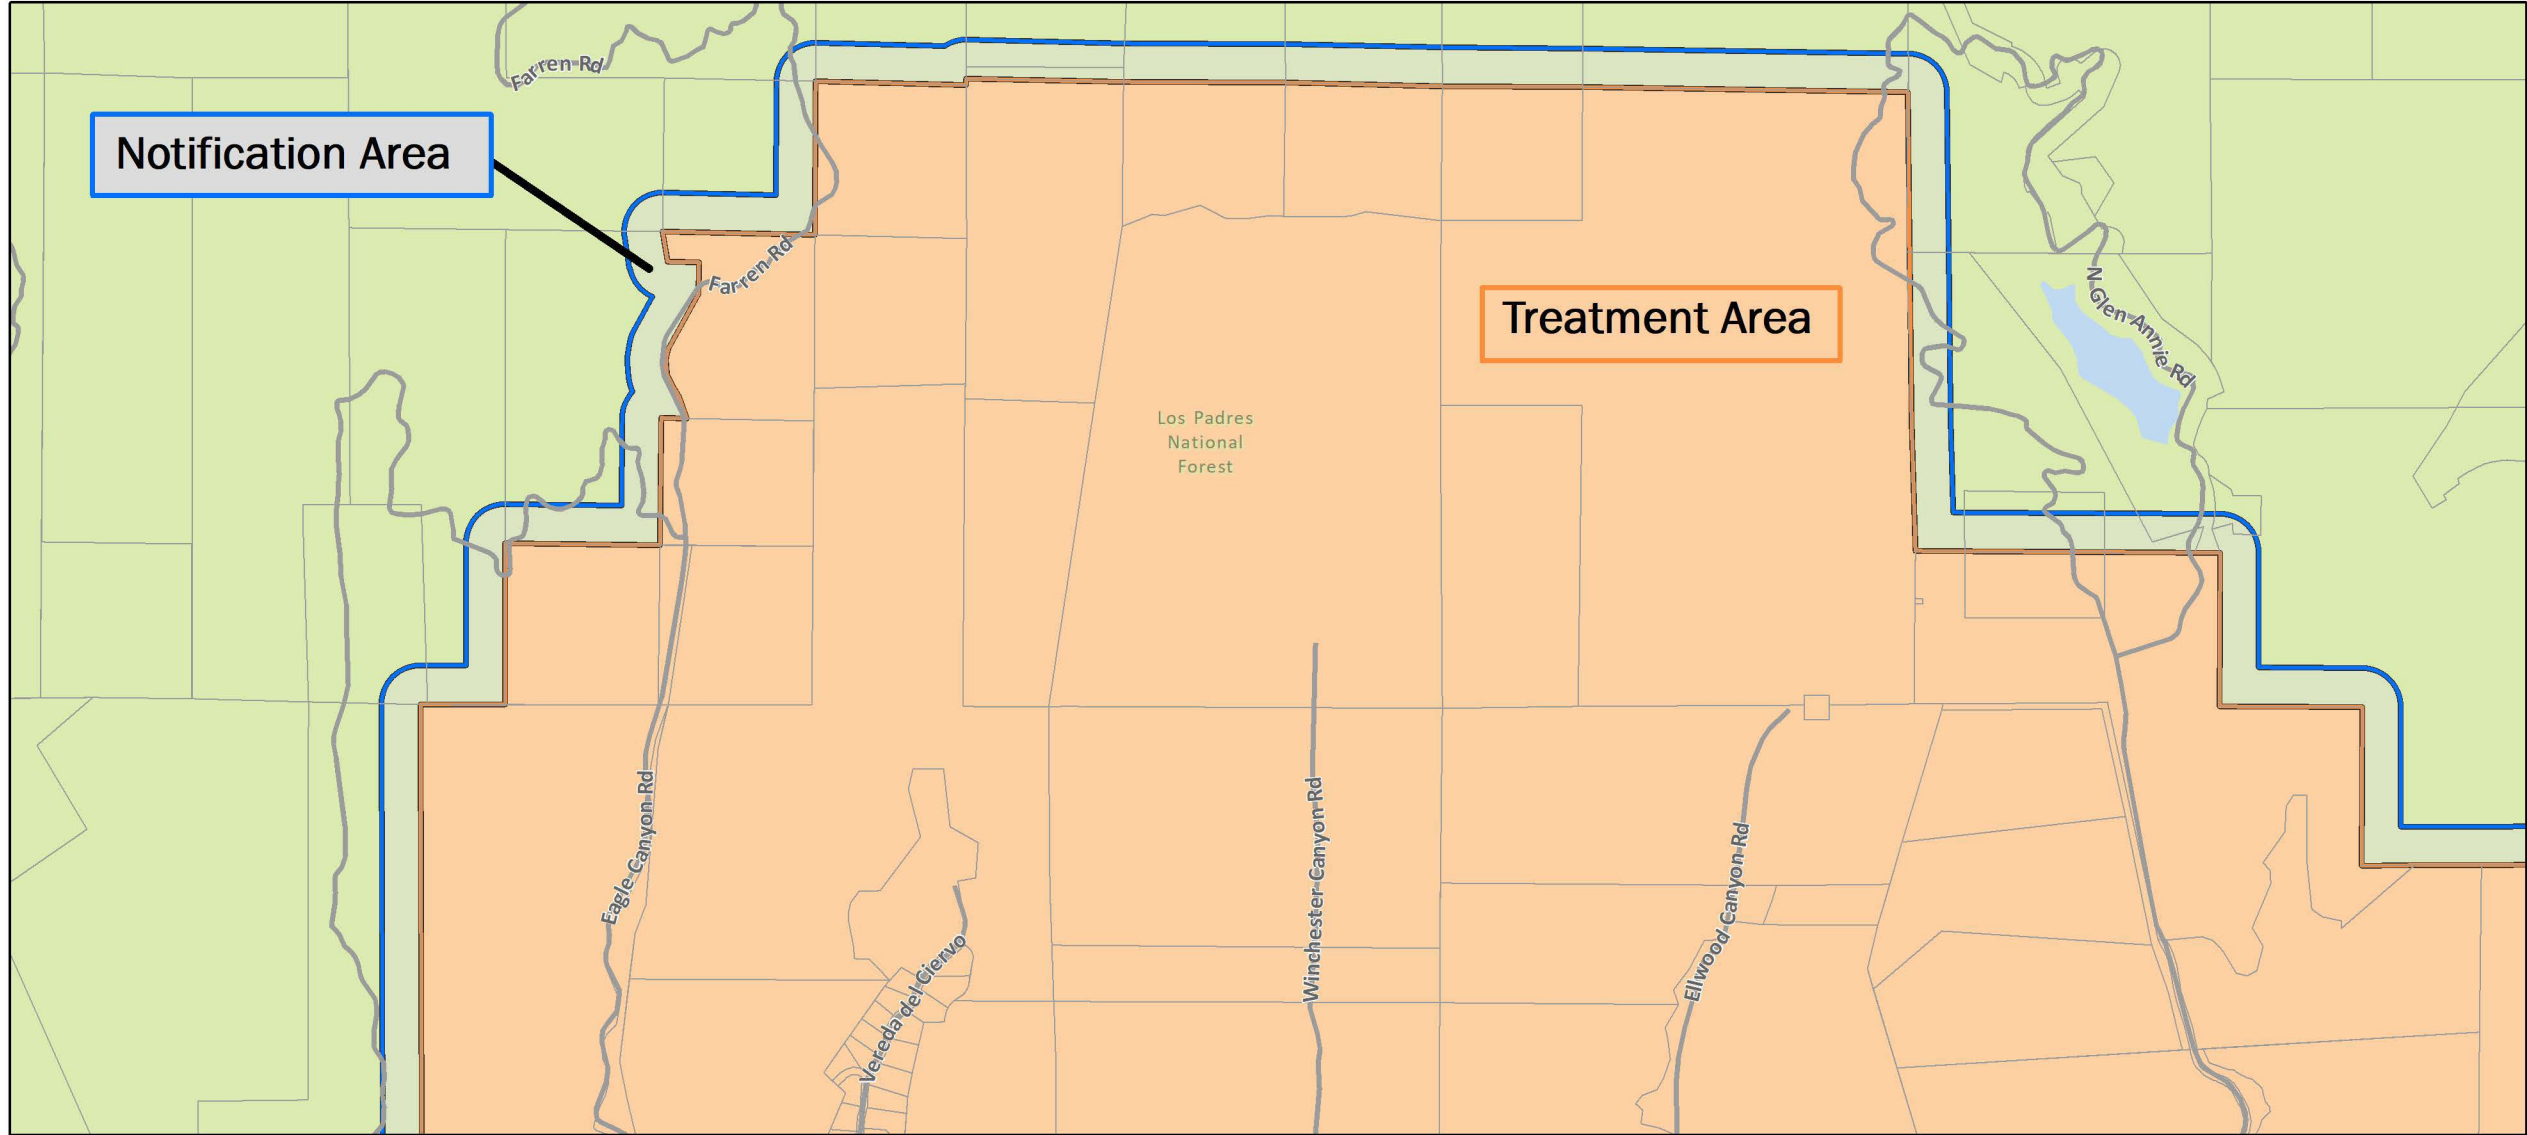 Farren Rd
Notification Area
Farren Rd
Treatment Area
N Glen Annie Rd
Los Padres
National
Forest
Eagle Canyon Rd
Vereda del Ciervo
Winchester Canyon Rd
Ellwood Canyon Rd